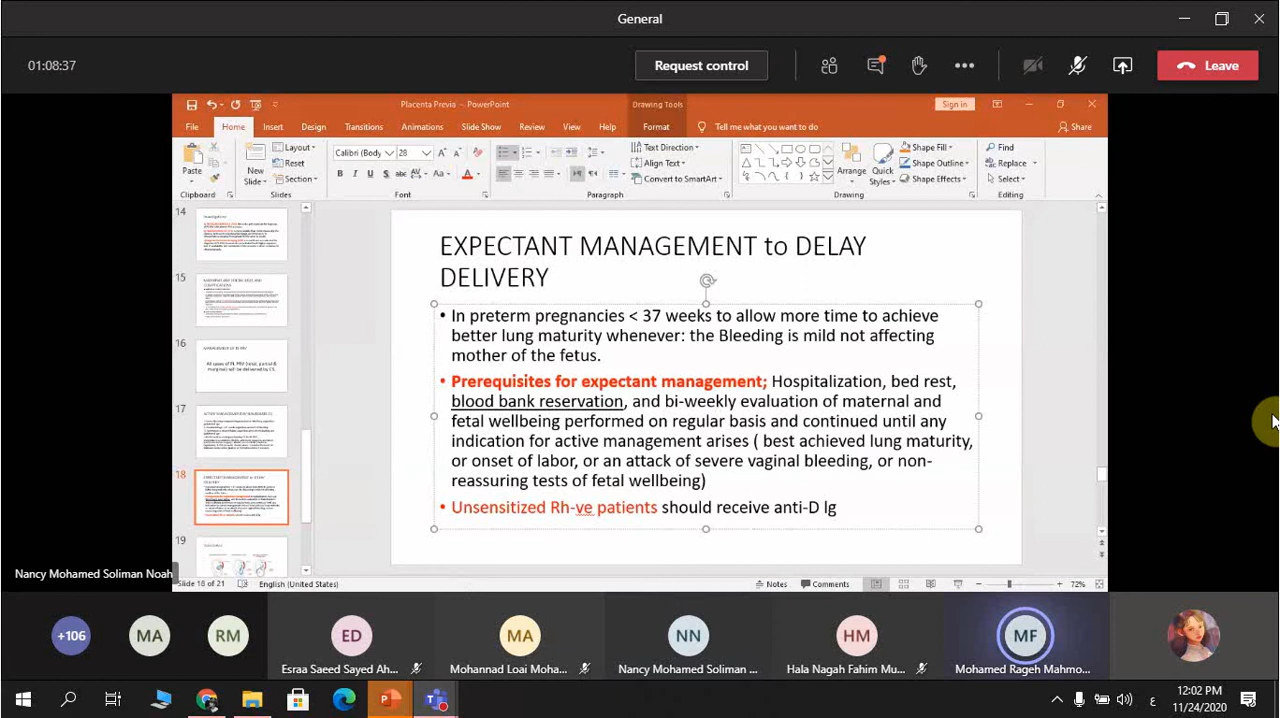 General
01:08:37
Request control
Leave
Placenta Previa - PowerPoint
Drawing Tools
Sign in
File Home Insert Design Transitions Animations Slide Show Review View Help Format Tell me what you want to do Share
Paste
Clipboard
New Slide
Layout
Reset
Section
Slides
Calibri (Body) 28
Font
Paragraph
Text Direction
Align Text
Convert to SmartArt
Arrange
Quick Styles
Shape Fill
Shape Outline
Shape Effects
Drawing
Find
Replace
Select
Editing
14
15
16
17
18
19
EXPECTANT MANAGEMENT to DELAY
DELIVERY
• In preterm pregnancies < 37 weeks to allow more time to achieve
better lung maturity whenever: the Bleeding is mild not affecting
mother of the fetus.
• Prerequisites for expectant management; Hospitalization, bed rest,
blood bank reservation, and bi-weekly evaluation of maternal and
fetal wellbeing performed on regular basis and continued until any
indication for active management arises ( best achieved lung maturity,
or onset of labor, or an attack of severe vaginal bleeding, or non-
reassuring tests of fetal wellbeing),
Unsensitized Rh-ve patients should receive anti-D Ig
Nancy Mohamed Soliman Noah
Slide 18 of 21 English (United States) Notes Comments 72%
+106
MA
RM
ED
MA
NN
HM
MF
Esraa Saeed Sayed Ah...
Mohannad Loai Moha...
Nancy Mohamed Soliman ...
Hala Nagah Fahim Mu...
Mohamed Rageh Mahmo...
ع
12:02 PM
11/24/2020